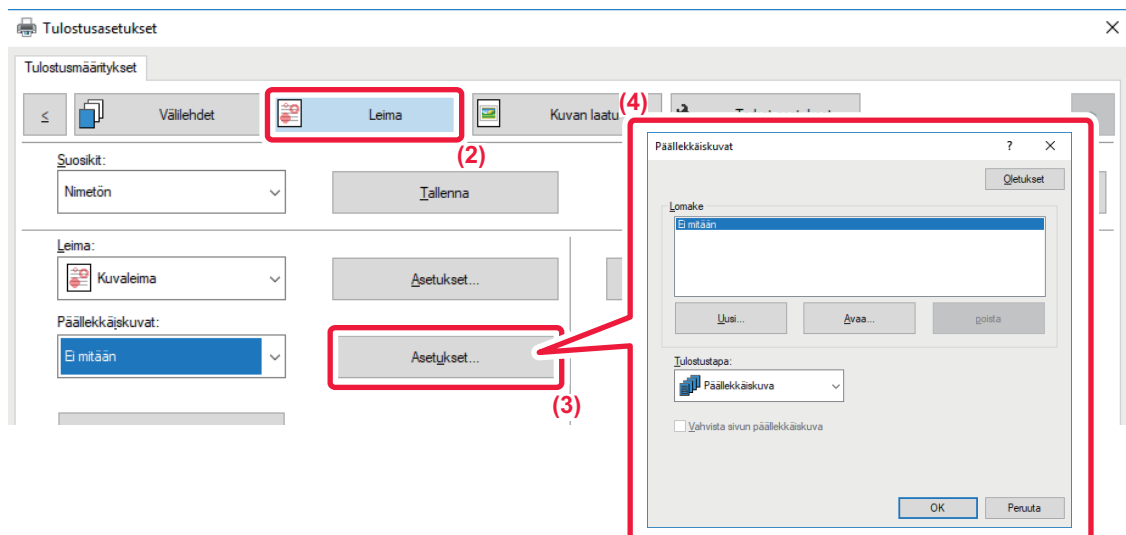 Tulostusasetukset
Tulostusmääritykset
≤
Välilehdet
Leima
Kuvan laatu
(4)
(2)
Suosikit:
Nimetön
Tallenna
Leima:
Kuvaleima
Asetukset...
Päällekkäiskuvat:
Ei mitään
Asetukset...
(3)
Päällekkäiskuvat
?
Oletukset
Lomake
Ei mitään
Uusi...
Avaa...
poista
Tulostustapa:
Päällekkäiskuva
Vahvista sivun päällekkäiskuva
OK
Peruuta